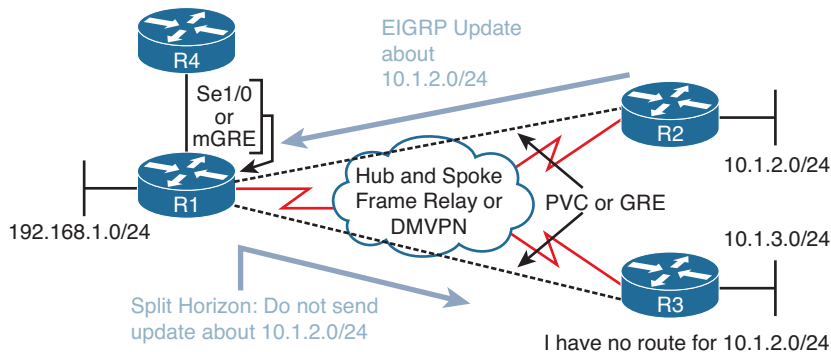 EIGRP Update
about
10.1.2.0/24
R4
Se1/0
or
mGRE
R2
10.1.2.0/24
Hub and Spoke
Frame Relay or
DMVPN
PVC or GRE
R1
192.168.1.0/24
10.1.3.0/24
R3
Split Horizon: Do not send
update about 10.1.2.0/24
I have no route for 10.1.2.0/24